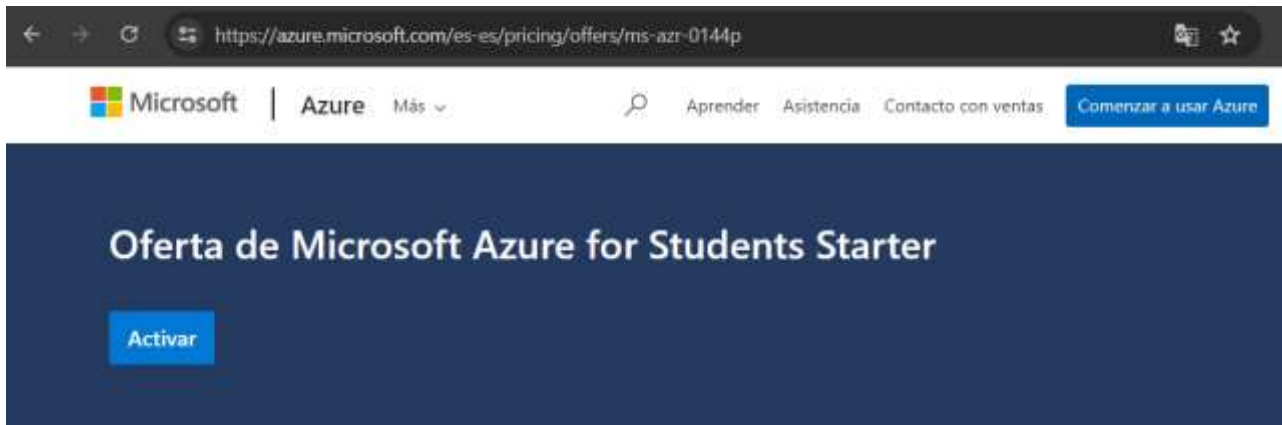 https://azure.microsoft.com/es-es/pricing/offers/ms-azr-0144p
Microsoft | Azure Más Aprender Asistencia Contacto con ventas Comenzar a usar Azure
Oferta de Microsoft Azure for Students Starter
Activar